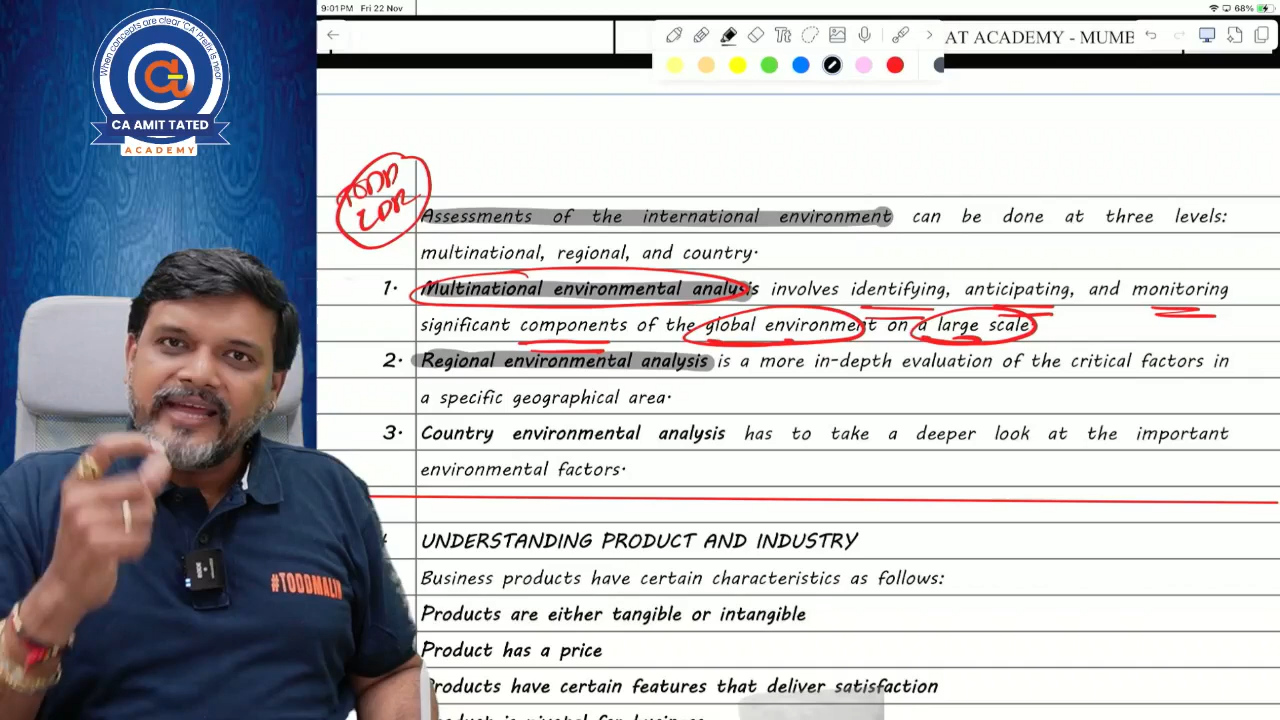 9:01 PM Fri 22 Nov
68%
AT ACADEMY - MUMB
When concepts are clear 'CA' Prefix is near
CA AMIT TATED
ACADEMY
Assessments of the international environment can be done at three levels:
multinational, regional, and country.
1. Multinational environmental analysis involves identifying, anticipating, and monitoring
significant components of the global environment on a large scale
2. Regional environmental analysis is a more in-depth evaluation of the critical factors in
a specific geographical area.
3. Country environmental analysis has to take a deeper look at the important
environmental factors.
UNDERSTANDING PRODUCT AND INDUSTRY
Business products have certain characteristics as follows:
Products are either tangible or intangible
Product has a price
Products have certain features that deliver satisfaction
#TODDMALIK